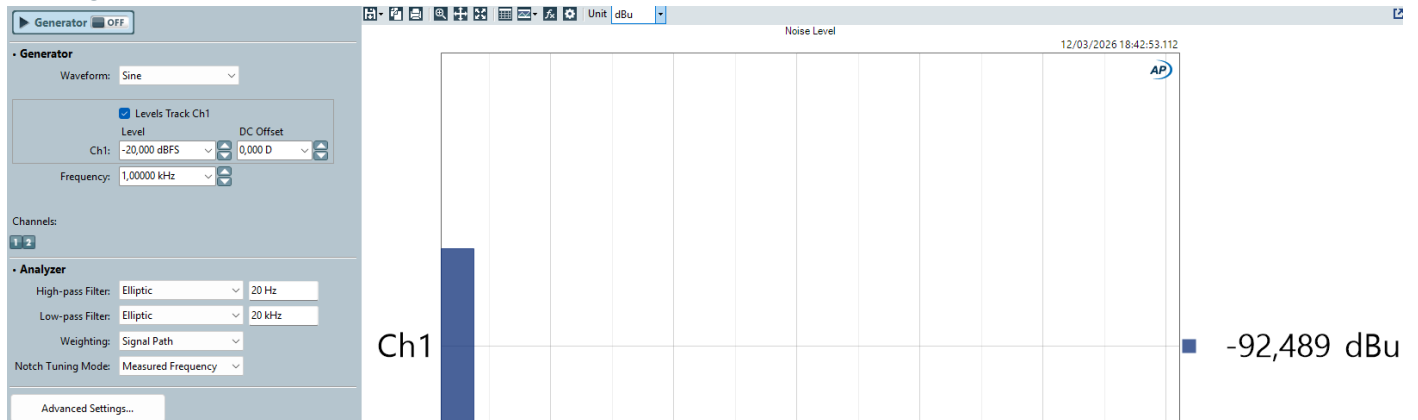 Generator OFF
Unit dBu
Noise Level
12/03/2026 18:42:53.112
AP
Generator
Waveform: Sine
Levels Track Ch1
Level DC Offset
Ch1: -20,000 dBFS 0,000 D
Frequency: 1,00000 kHz
Channels:
1 2
Analyzer
High-pass Filter: Elliptic 20 Hz
Low-pass Filter: Elliptic 20 kHz
Weighting: Signal Path
Notch Tuning Mode: Measured Frequency
Advanced Settings...
Ch1
-92,489 dBu